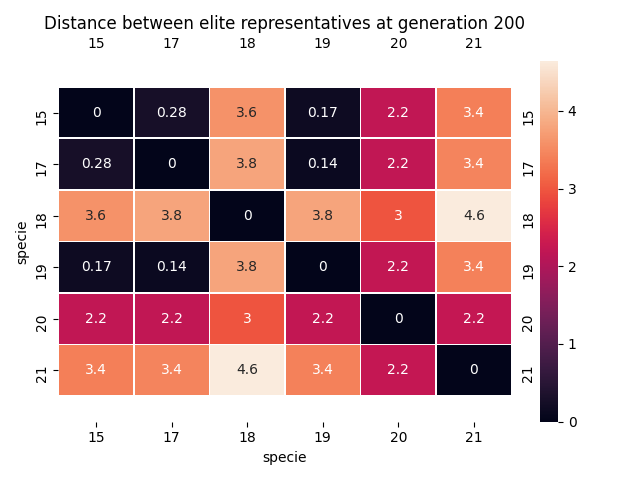 Distance between elite representatives at generation 200
15 17 18 19 20 21
15 0 0.28 3.6 0.17 2.2 3.4 15
17 0.28 0 3.8 0.14 2.2 3.4 17
18 3.6 3.8 0 3.8 3 4.6 18
19 0.17 0.14 3.8 0 2.2 3.4 19
20 2.2 2.2 3 2.2 0 2.2 20
21 3.4 3.4 4.6 3.4 2.2 0 21
15 17 18 19 20 21
specie
specie
4
3
2
1
0